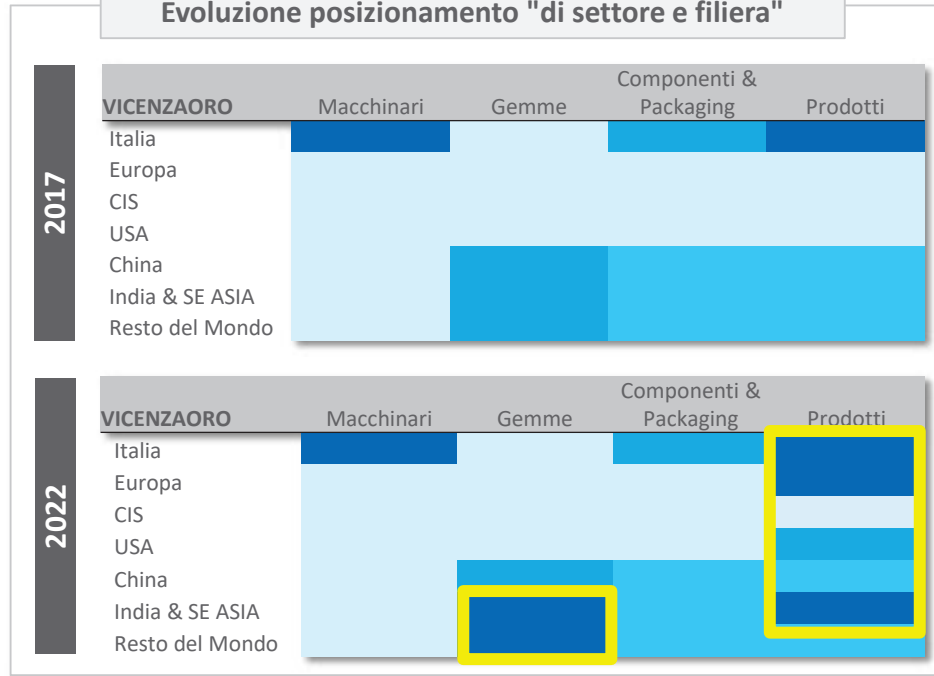 Evoluzione posizionamento "di settore e filiera"
2017
Componenti &
VICENZAORO Macchinari Gemme Packaging Prodotti
Italia
Europa
CIS
USA
China
India & SE ASIA
Resto del Mondo
2022
Componenti &
VICENZAORO Macchinari Gemme Packaging Prodotti
Italia
Europa
CIS
USA
China
India & SE ASIA
Resto del Mondo